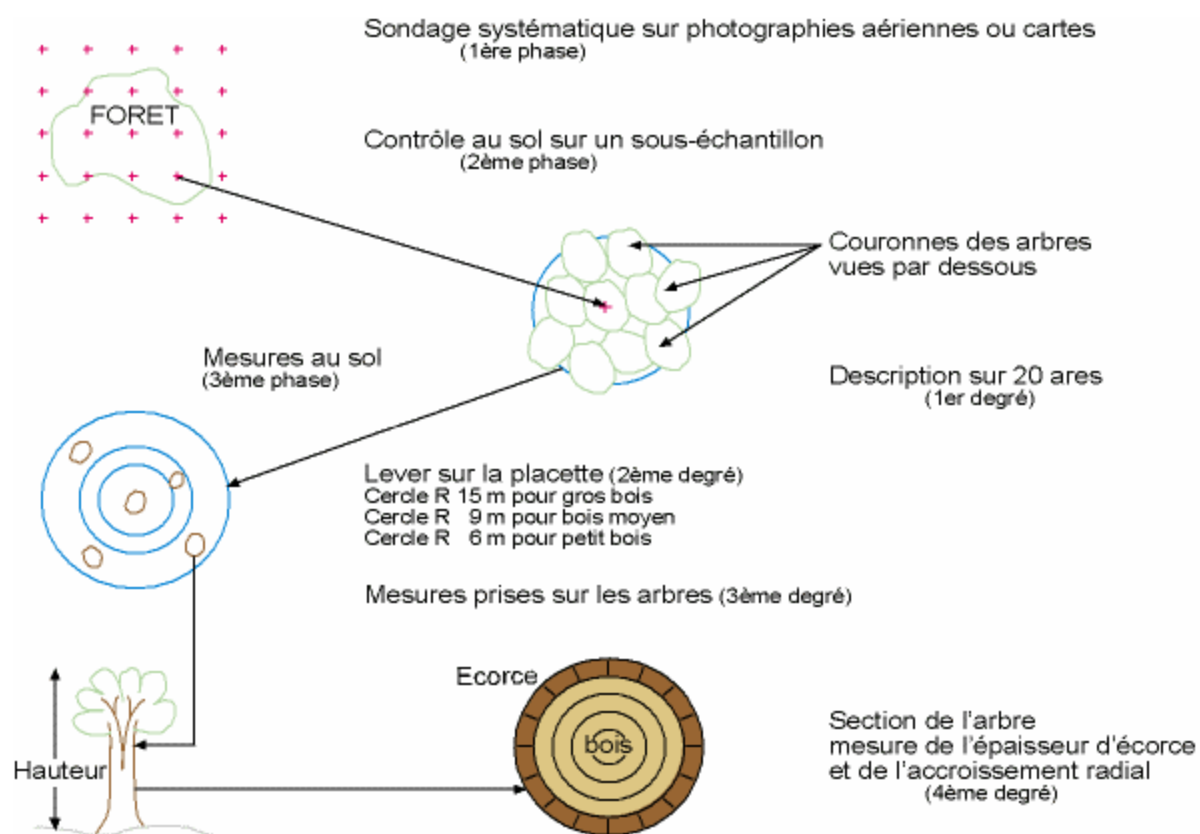 Sondage systématique sur photographies aériennes ou cartes
(1ère phase)
FORET
Contrôle au sol sur un sous-échantillon
(2ème phase)
Couronnes des arbres
vues par dessous
Mesures au sol
(3ème phase)
Description sur 20 ares
(1er degré)
Lever sur la placette (2ème degré)
Cercle R 15 m pour gros bois
Cercle R 9 m pour bois moyen
Cercle R 6 m pour petit bois
Mesures prises sur les arbres (3ème degré)
Ecorce
bois
Hauteur
Section de l'arbre
mesure de l'épaisseur d'écorce
et de l'accroissement radial
(4ème degré)